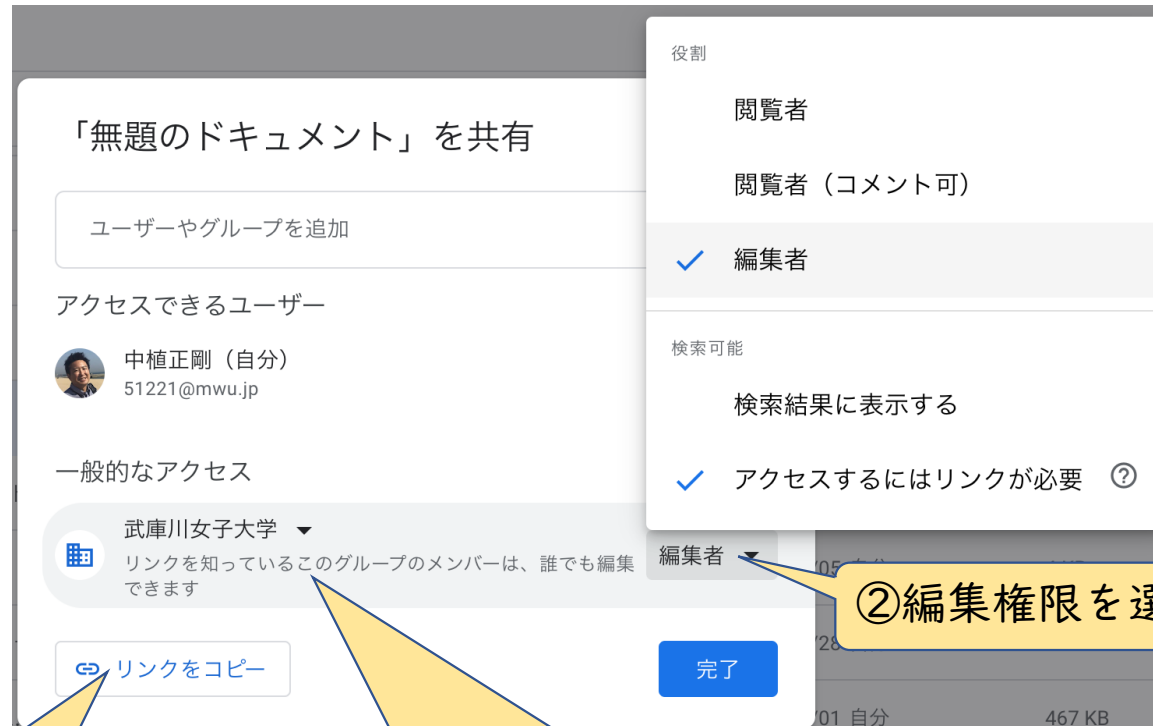 役割
閲覧者
閲覧者（コメント可）
編集者
検索可能
検索結果に表示する
アクセスするにはリンクが必要
「無題のドキュメント」を共有
ユーザーやグループを追加
アクセスできるユーザー
中植正剛（自分）
51221@mwu.jp
一般的なアクセス
武庫川女子大学
リンクを知っているこのグループのメンバーは、誰でも編集
できます
編集者
②編集権限を選
リンクをコピー
完了
/28
/01 自分 467 KB